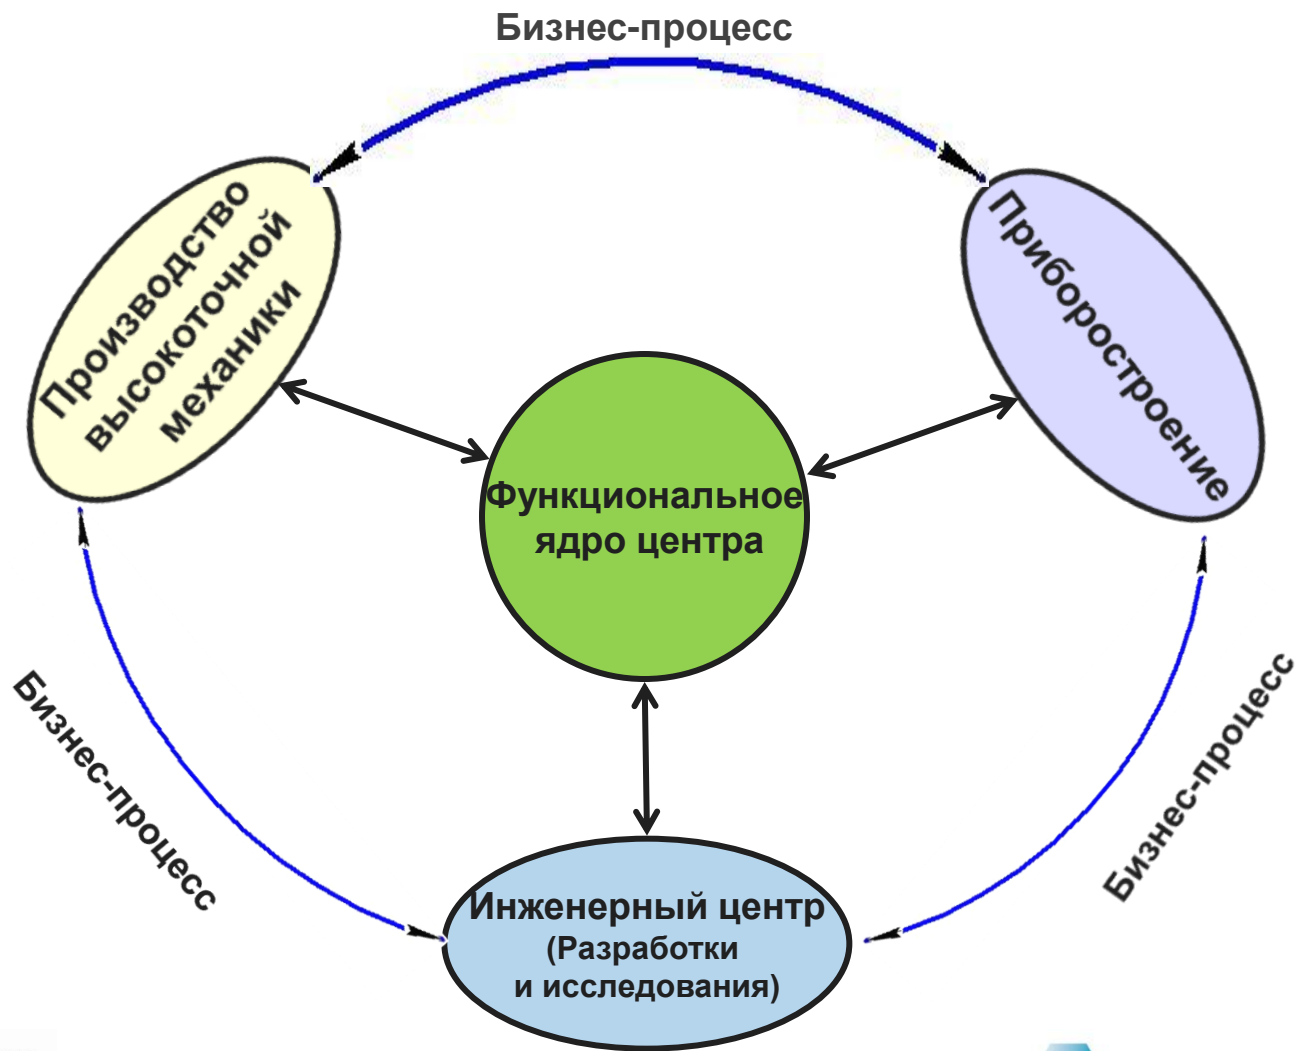 Бизнес-процесс
Производство
высокоточной
механики
Приборостроение
Функциональное
ядро центра
Бизнес-процесс
Бизнес-процесс
Инженерный центр
(Разработки
и исследования)